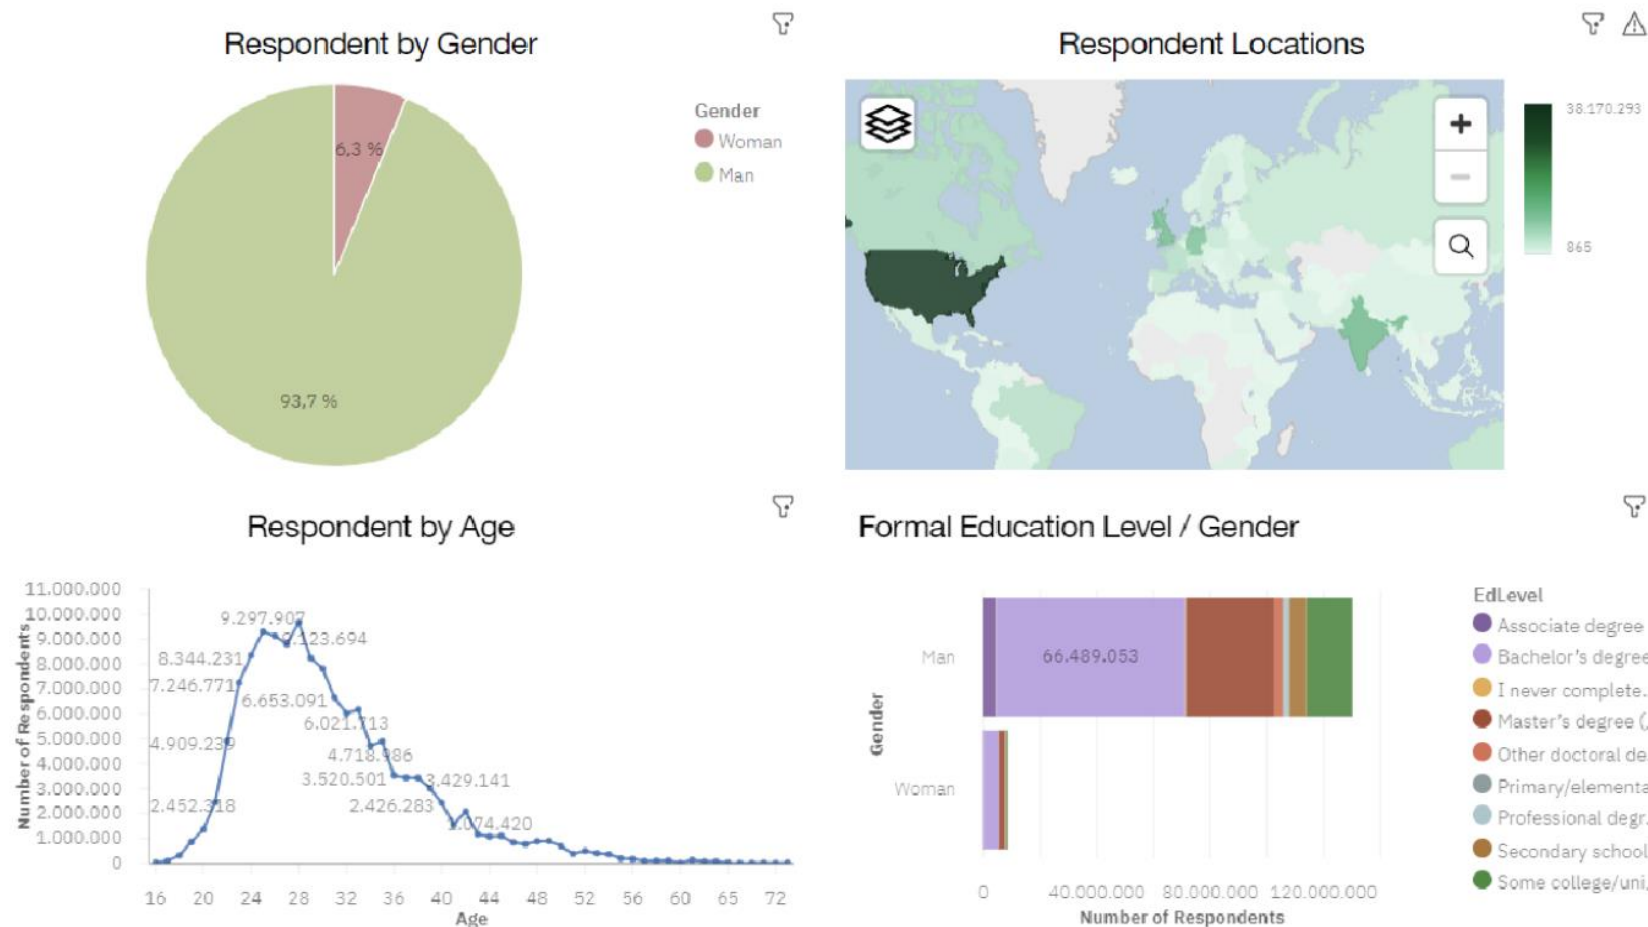 Respondent by Gender
6,3 %
93,7 %
Gender
Woman
Man
Respondent Locations
38.170.293
865
Respondent by Age
Number of Respondents
11.000.000
10.000.000
9.000.000
8.000.000
7.000.000
6.000.000
5.000.000
4.000.000
3.000.000
2.000.000
1.000.000
0
9.297.907
8.344.231
7.246.771
6.653.091
6.021.713
4.909.239
4.718.986
3.520.501
3.429.141
2.452.318
2.426.283
16 20 24 28 32 36 40 44 48 52 56 60 65 72
Age
Formal Education Level / Gender
Gender
Man
66.489.053
Woman
0 40.000.000 80.000.000 120.000.000
Number of Respondents
EdLevel
Associate degree
Bachelor's degree
I never complete..
Master's degree (
Other doctoral de
Primary/elementa
Professional degr.
Secondary school
Some college/uni